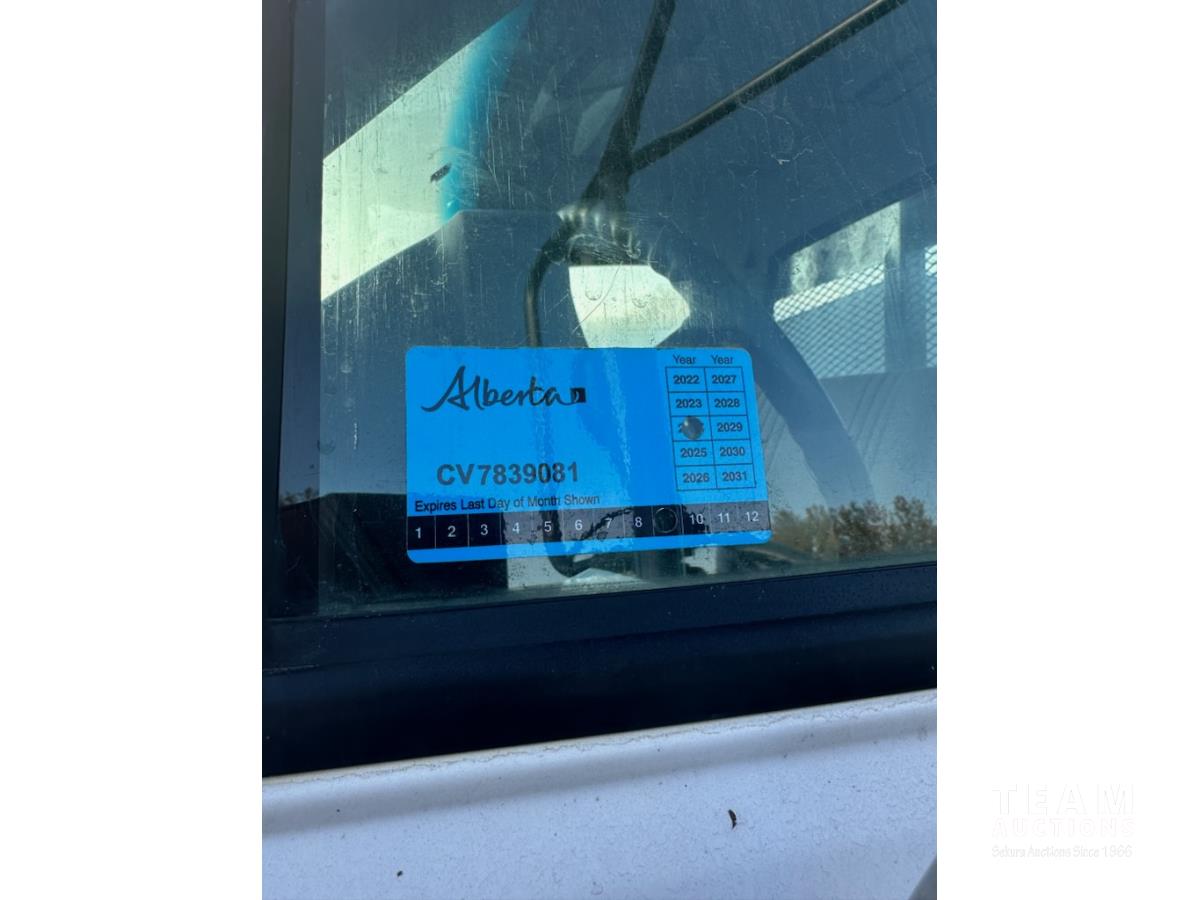 Alberta
Year Year
2022 2027
2023 2028
2029
2025 2030
2026 2031
CV7839081
Expires Last Day of Month Shown
1 2 3 4 5 6 7 8 10 11 12
TEAM
AUCTIONS
Sekura Auctions Since 1966